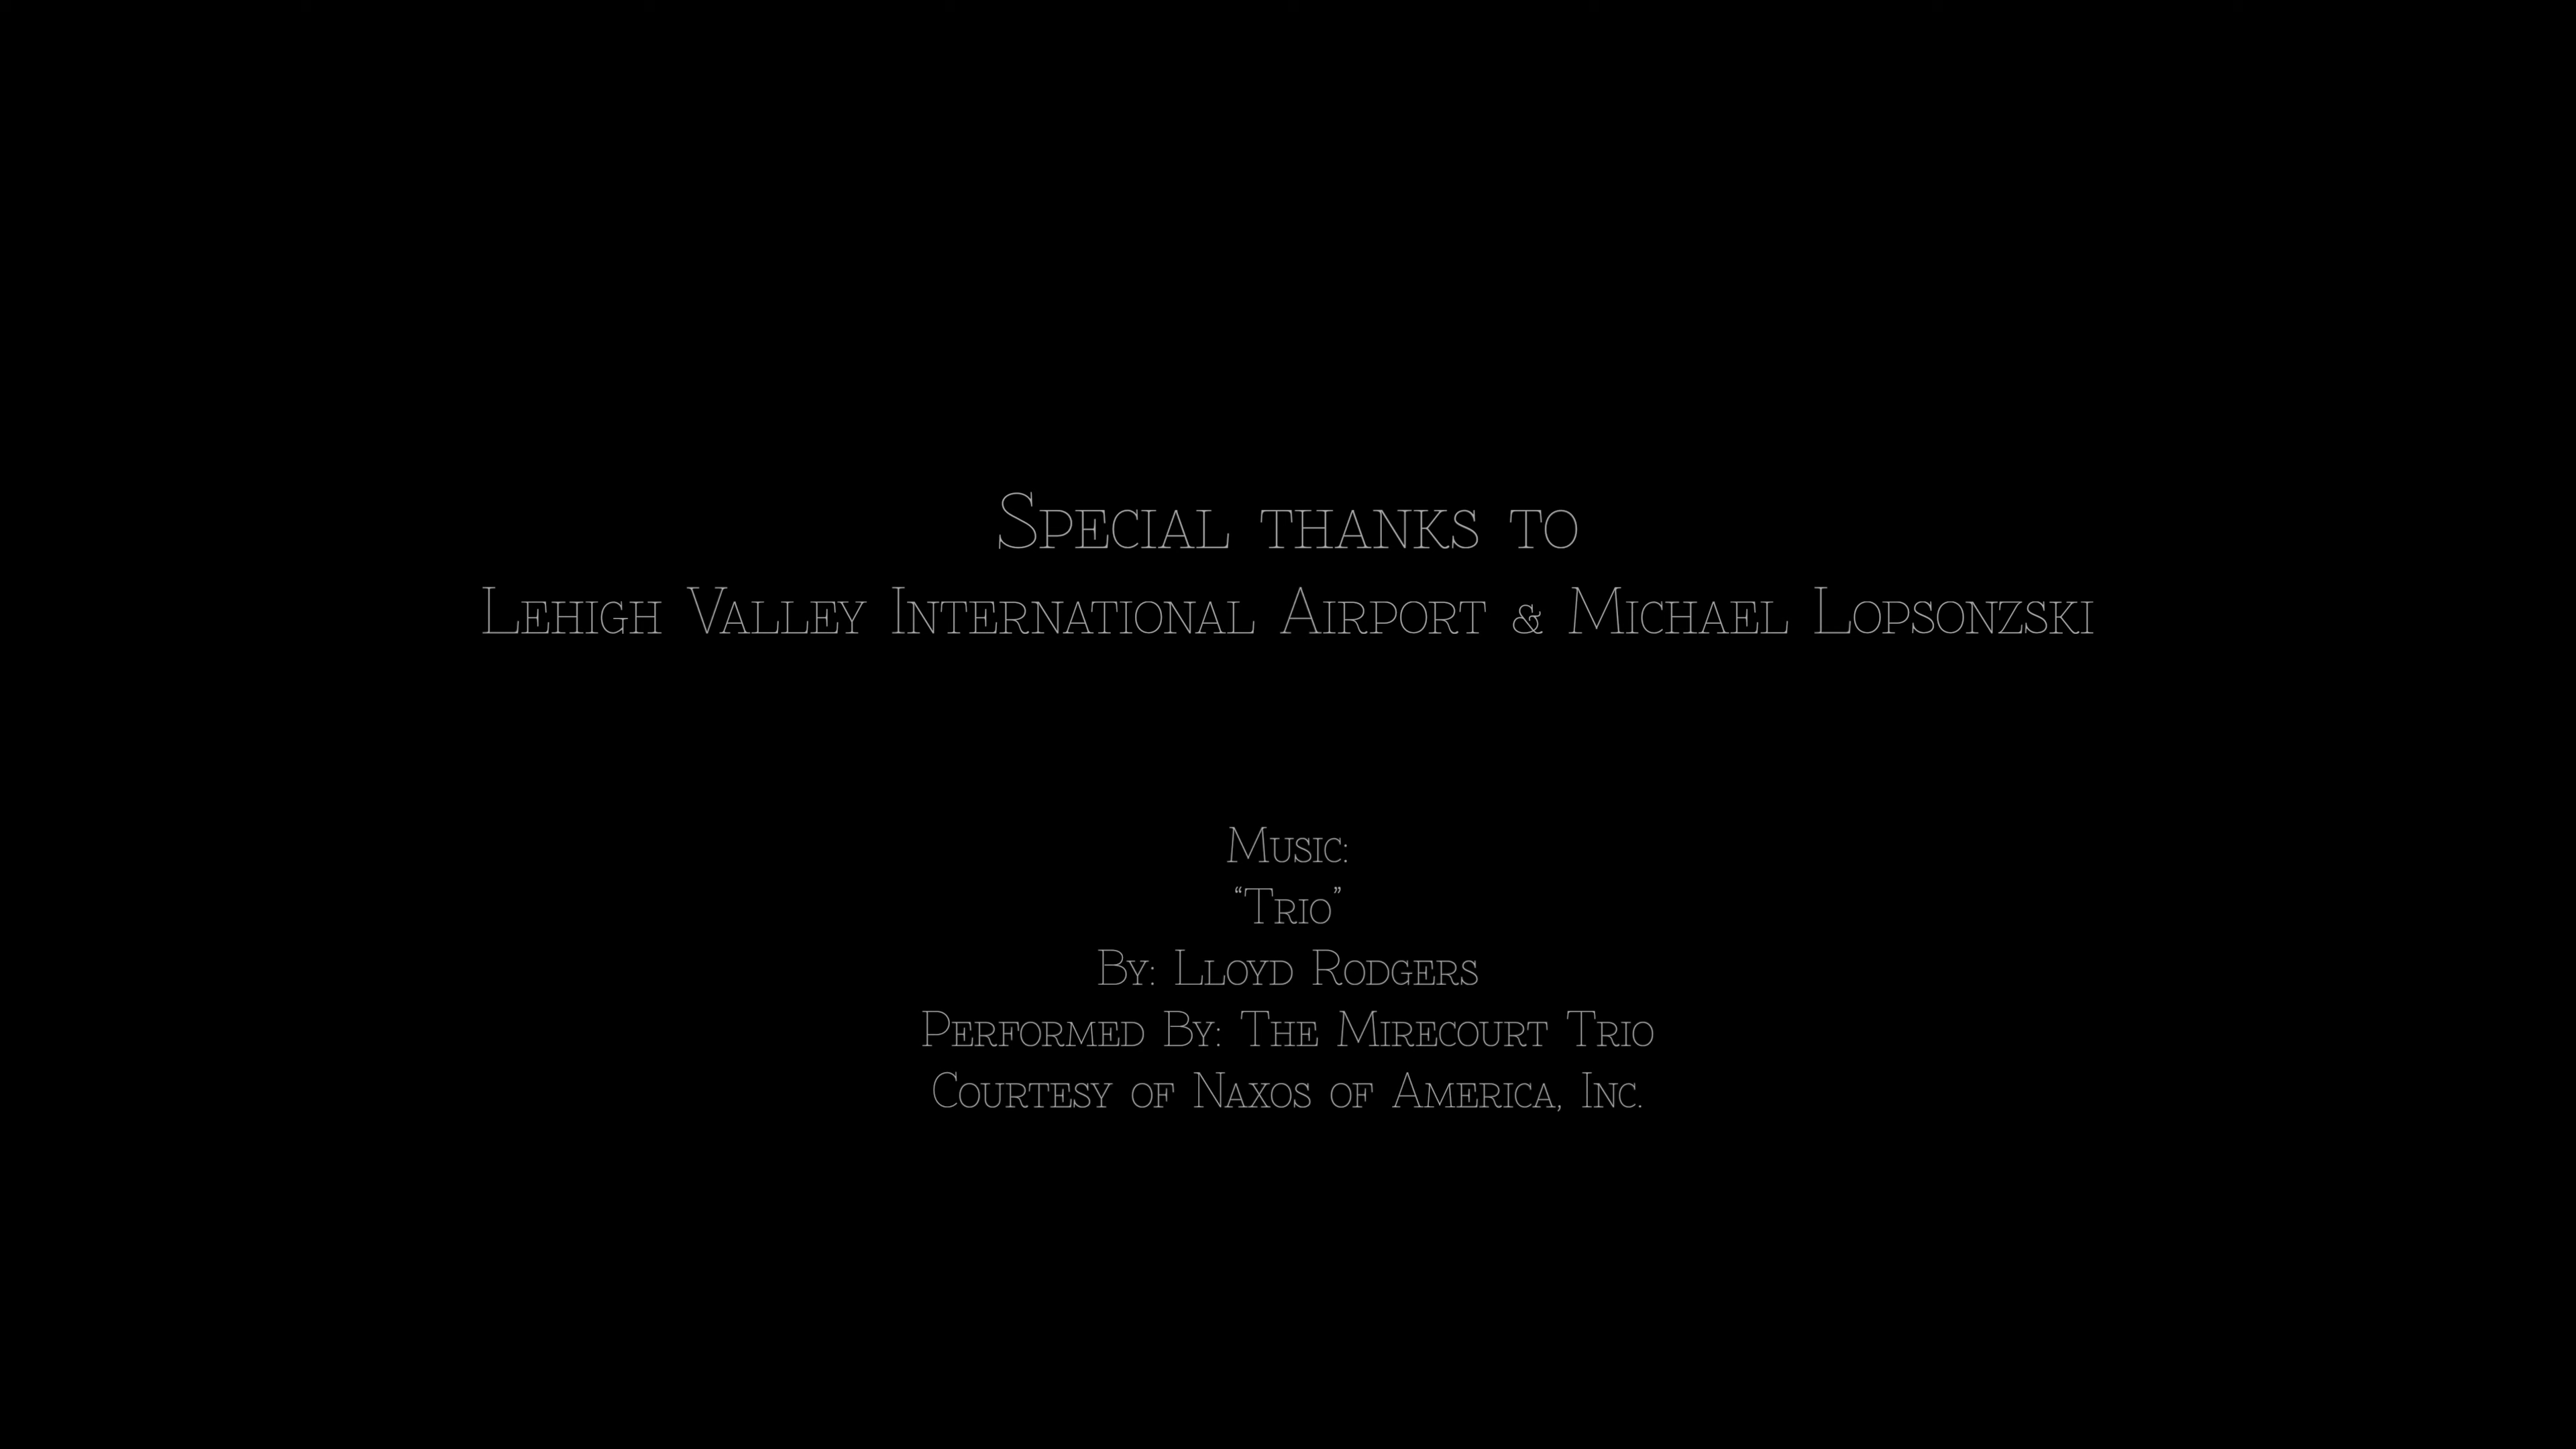 Special thanks to
Lehigh Valley International Airport & Michael Lopsonzski
Music:
“Trio”
By: Lloyd Rodgers
Performed By: The Mirecourt Trio
Courtesy of Naxos of America, Inc.